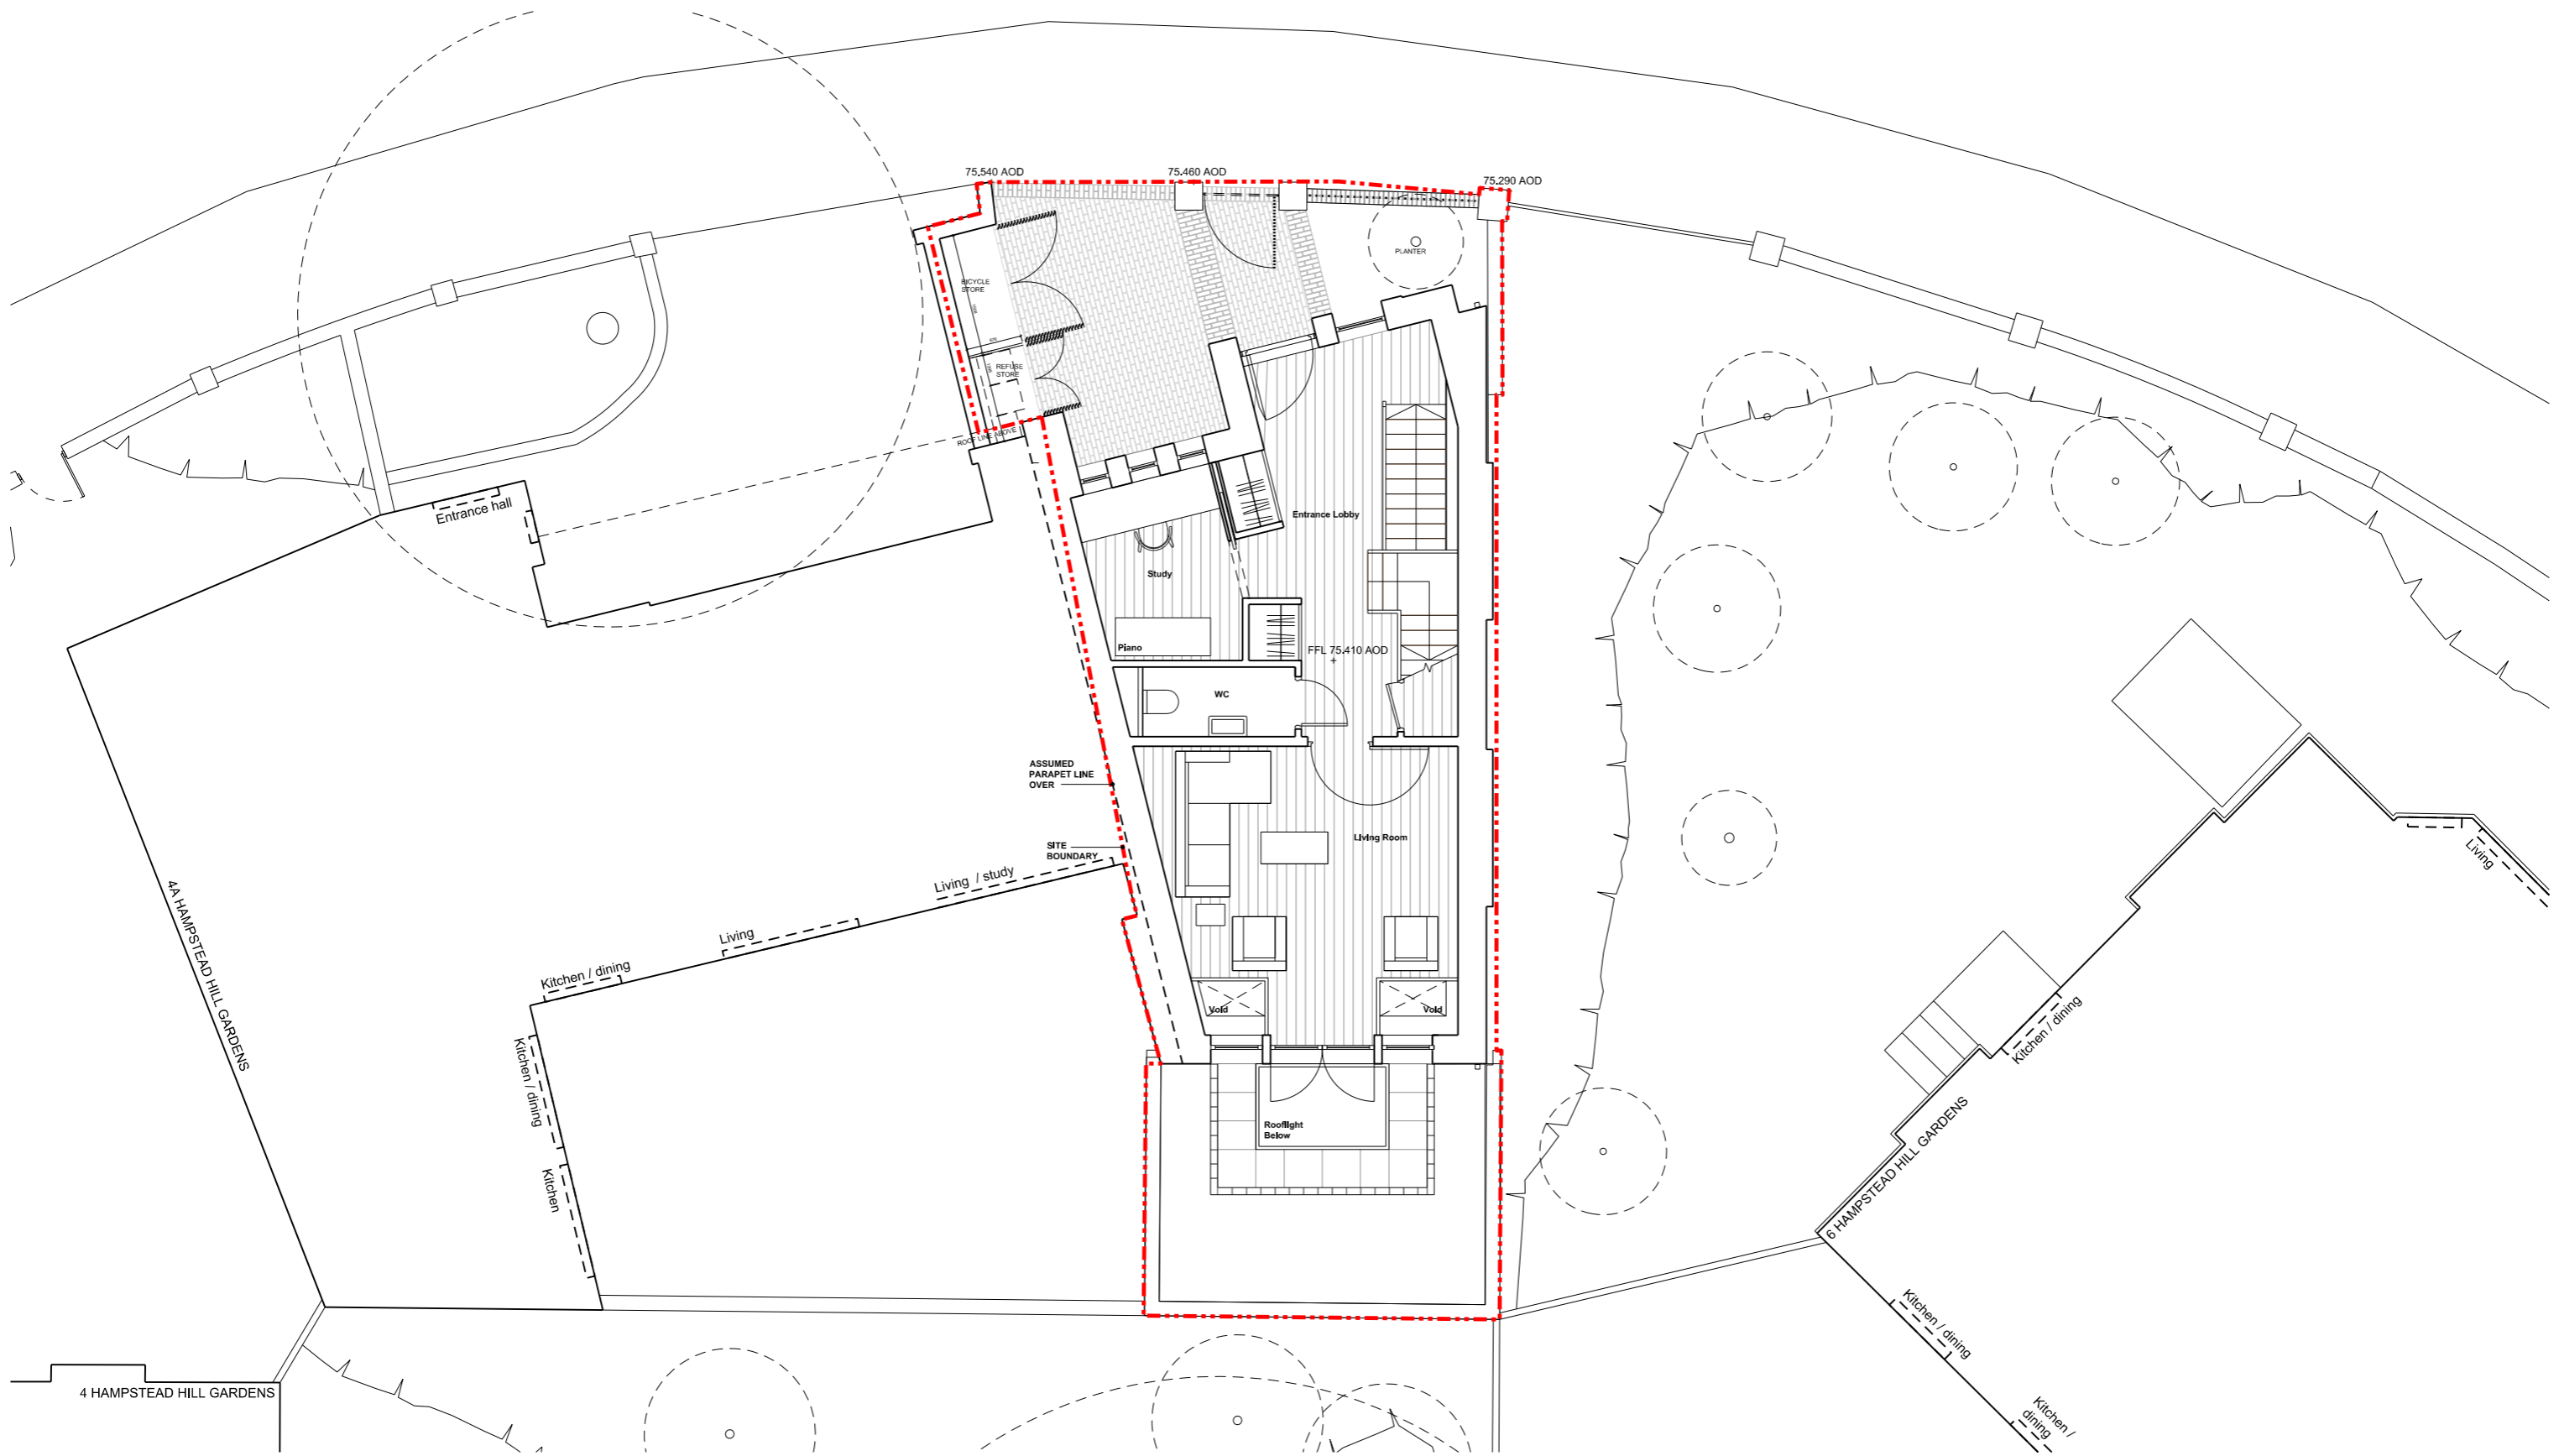 75.540 AOD
75.460 AOD
75.290 AOD
PLANTER
BICYCLE
STORE
REFUSE
STORE
ROOF LINE ABOVE
Entrance hall
Entrance Lobby
Study
Piano
FFL 75.410 AOD
WC
ASSUMED
PARAPET LINE
OVER
SITE
BOUNDARY
Living Room
Living / study
Living
Kitchen / dining
Kitchen / dining
Kitchen
4A HAMPSTEAD HILL GARDENS
Void
Void
Rooflight
Below
Living
Kitchen / dining
6 HAMPSTEAD HILL GARDENS
Kitchen / dining
Kitchen /
dining
4 HAMPSTEAD HILL GARDENS